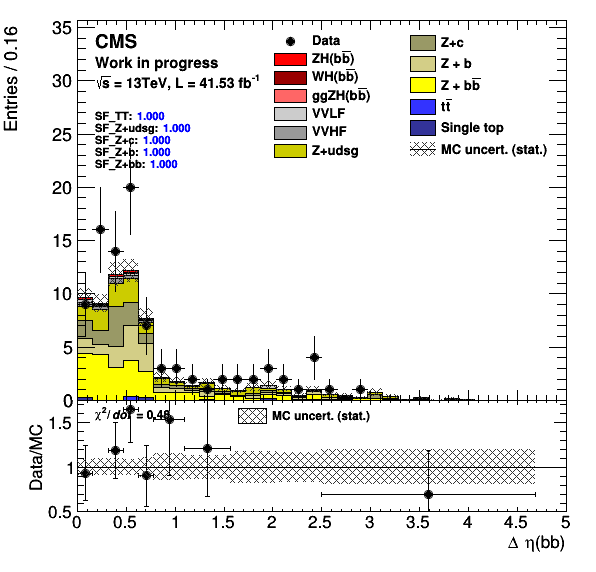 Entries / 0.16
35
30
25
20
15
10
5
0
CMS
Work in progress
√s = 13TeV, L = 41.53 fb⁻¹
SF_TT: 1.000
SF_Z+udsg: 1.000
SF_Z+c: 1.000
SF_Z+b: 1.000
SF_Z+bb: 1.000
Data
ZH(bb̅)
WH(bb̅)
ggZH(bb̅)
VVLF
VVHF
Z+udsg
Z+c
Z + b
Z + bb̅
tt̅
Single top
MC uncert. (stat.)
Data/MC
1.5
1
0.5
χ²/dof = 0.48
MC uncert. (stat.)
0 0.5 1 1.5 2 2.5 3 3.5 4 4.5 5
Δ η(bb)